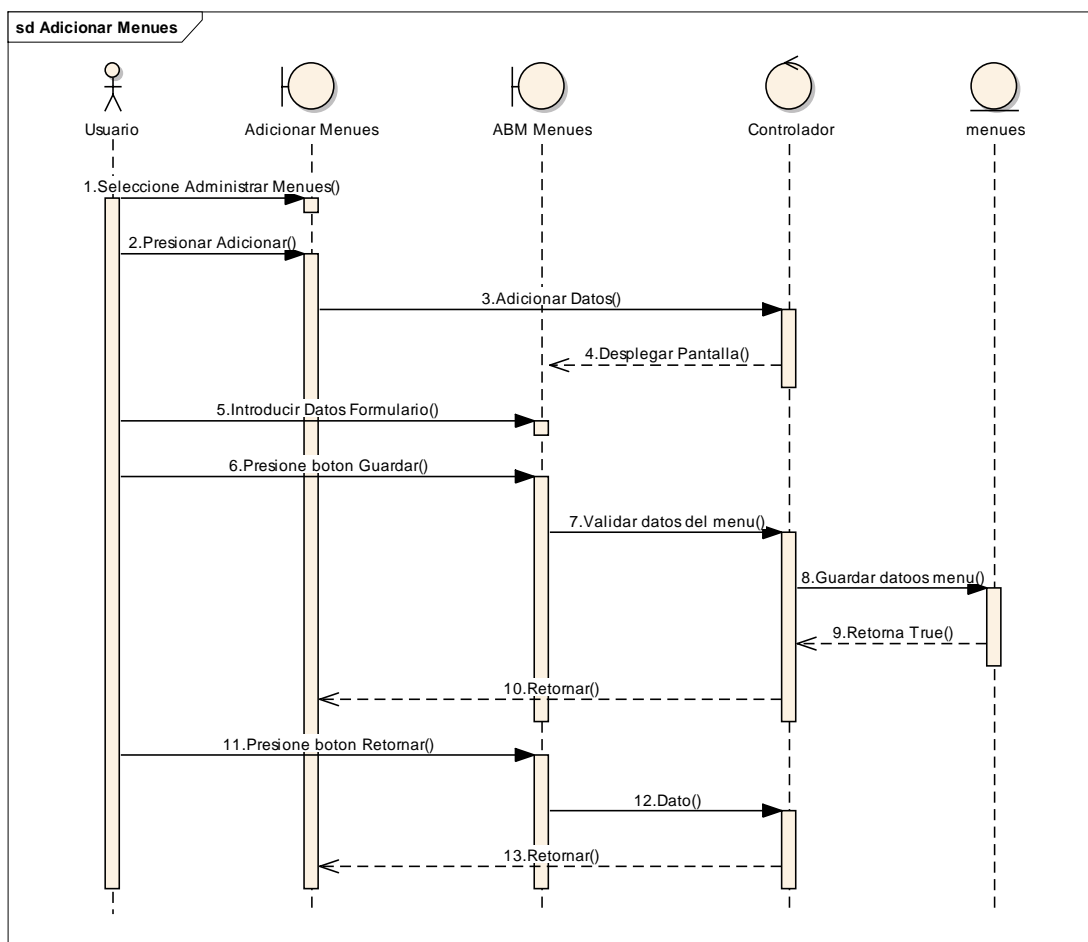 sd Adicionar Menues
Usuario
Adicionar Menues
ABM Menues
Controlador
menues
1.Seleccione Administrar Menues()
2.Presionar Adicionar()
3.Adicionar Datos()
4.Desplegar Pantalla()
5.Introducir Datos Formulario()
6.Presione boton Guardar()
7.Validar datos del menu()
8.Guardar datoos menu()
9.Retorna True()
10.Retornar()
11.Presione boton Retornar()
12.Dato()
13.Retornar()